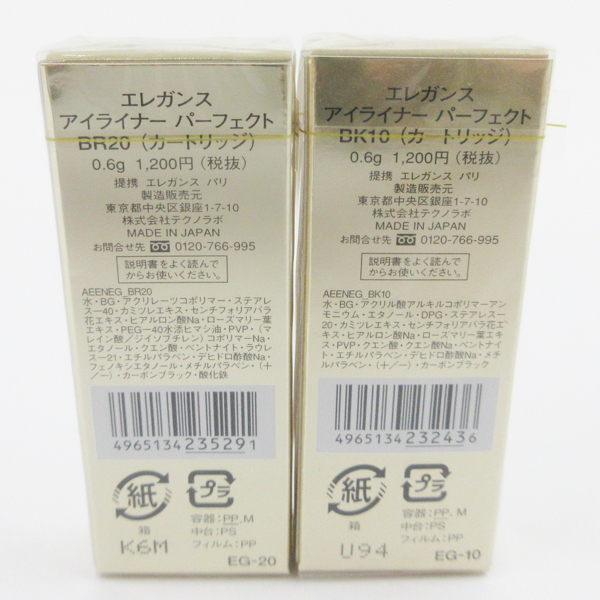 エレガンス
アイライナー パーフェクト
BR20 (カートリッジ)
0.6g 1,200円(税抜)
提携 エレガンス パリ
製造販売元
東京都中央区銀座1-7-10
株式会社テクノラボ
MADE IN JAPAN
お問合せ先 0120-766-995
説明書をよく読んで
からお使いください。
AEENEG_BR20
水・BG・アクリレーツコポリマー・ステアレ
ス-40・カミツレエキス・センチフォリアバラ
花エキス・ヒアルロン酸Na・ローズマリー葉
エキス・PEG-40水添ヒマシ油・PVP・(マ
レイン酸/ジイソブチレン)コポリマーNa・
エタノール・クエン酸・ベントナイト・ラウレ
ス-21・エチルパラベン・デヒドロ酢酸Na・
フェノキシエタノール・メチルパラベン・(+
/-)・カーボンブラック・酸化鉄
4965134235291
紙
箱
プラ
容器:PP,M
中台:PS
フィルム:PP
K6M
EG-20
エレガンス
アイライナー パーフェクト
BK10 (カートリッジ)
0.6g 1,200円(税抜)
提携 エレガンス パリ
製造販売元
東京都中央区銀座1-7-10
株式会社テクノラボ
MADE IN JAPAN
お問合せ先 0120-766-995
説明書をよく読んで
からお使いください。
AEENEG_BK10
水・BG・アクリル酸アルキルコポリマーアン
モニウム・エタノール・DPG・ステアレス-
20・カミツレエキス・センチフォリアバラ花エ
キス・ヒアルロン酸Na・ローズマリー葉エキ
ス・PVP・クエン酸・クエン酸Na・ベントナイ
ト・エチルパラベン・デヒドロ酢酸Na・メチ
ルパラベン・(+/-)・カーボンブラック
4965134232436
紙
箱
プラ
容器:PP,M
中台:PS
フィルム:PP
U94
EG-10